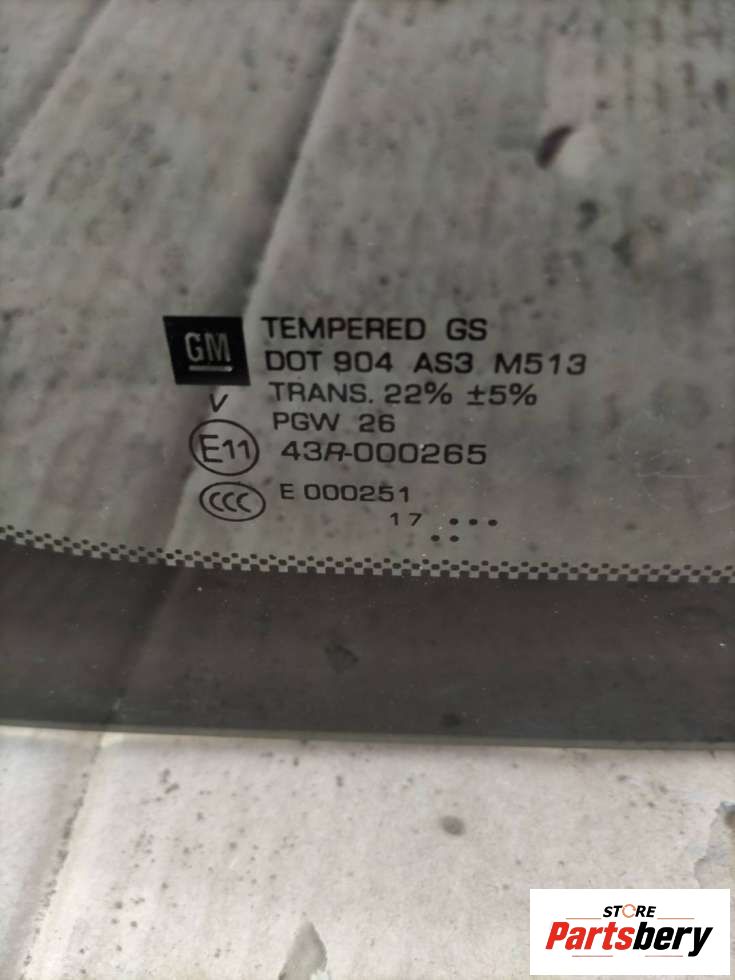 GM
TEMPERED GS
DOT 904 AS3 M513
TRANS. 22% ±5%
V
PGW 26
E11
43R-000265
CCC
E 000251
17
STORE
Partsbery